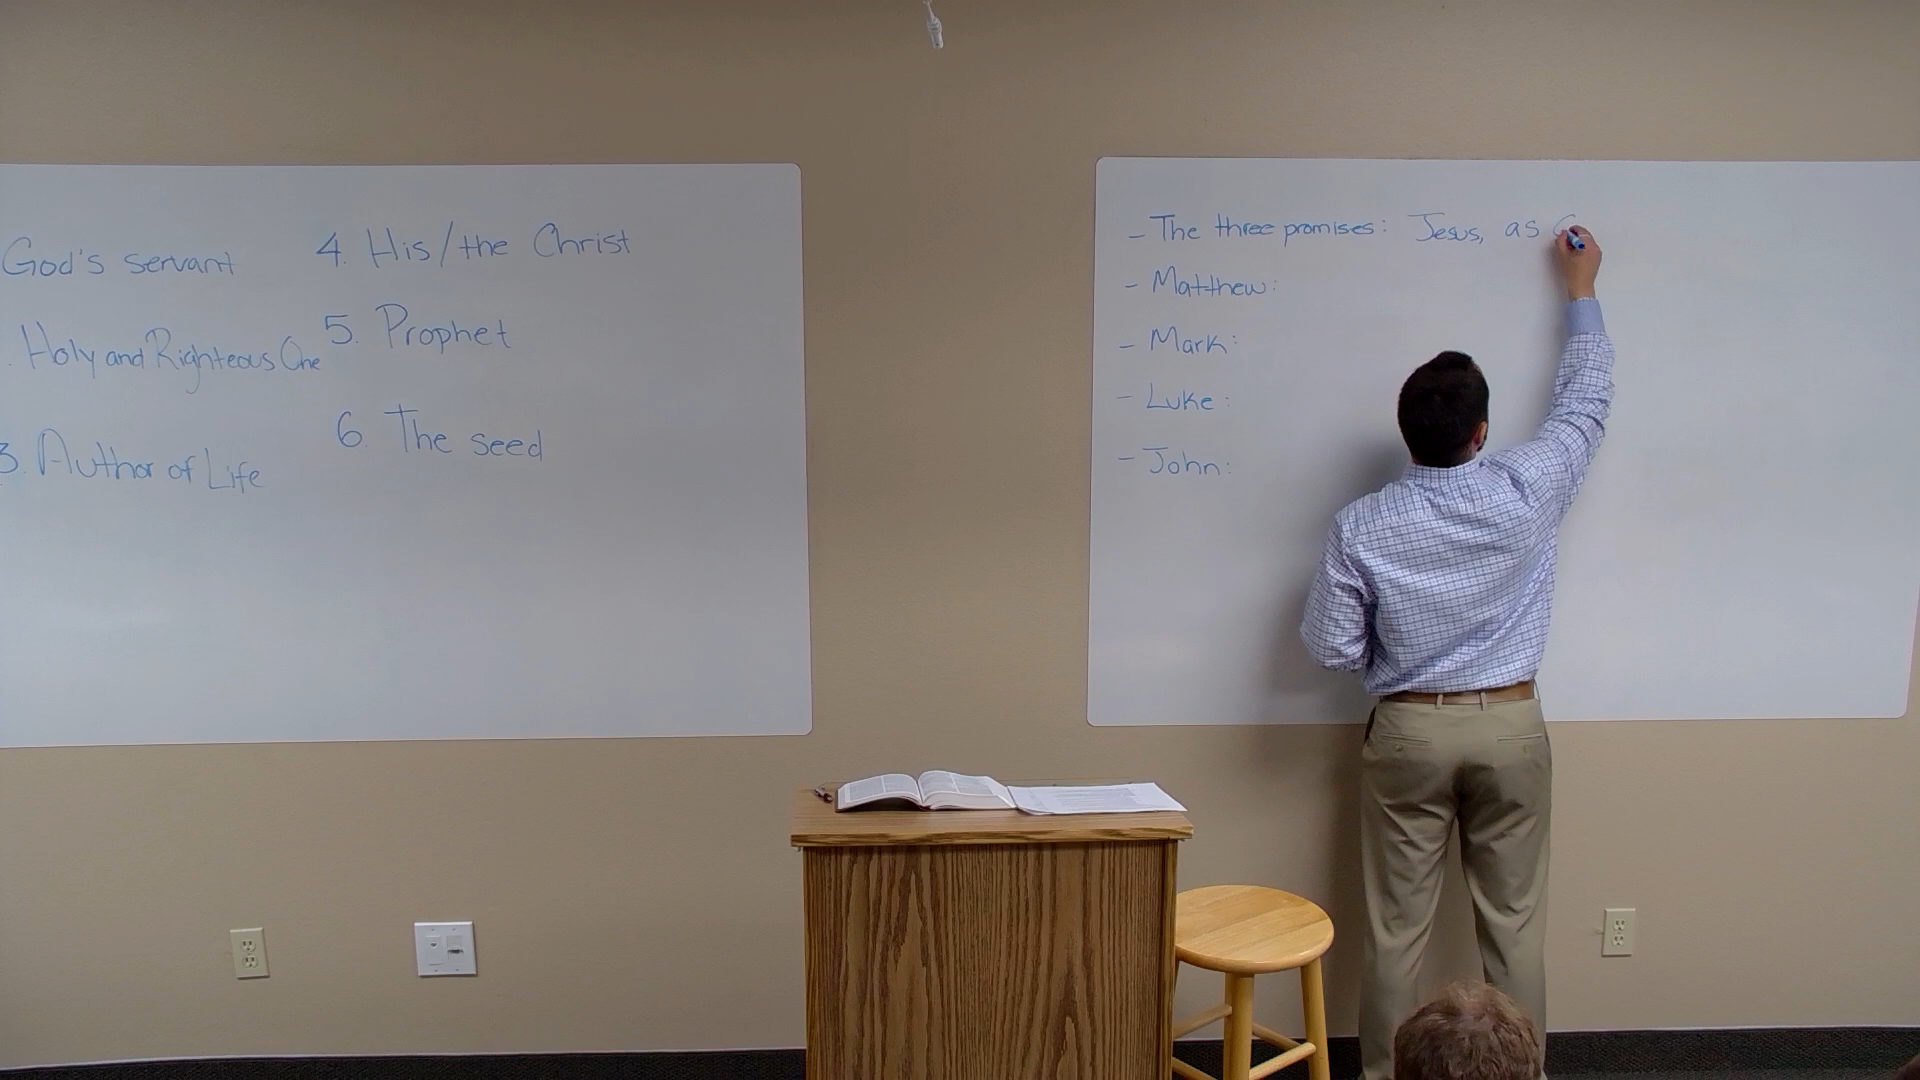 God's servant
Holy and Righteous One
3. Author of Life
4. His/the Christ
5. Prophet
6. The seed
- The three promises: Jesus, as
- Matthew:
- Mark:
- Luke:
- John: